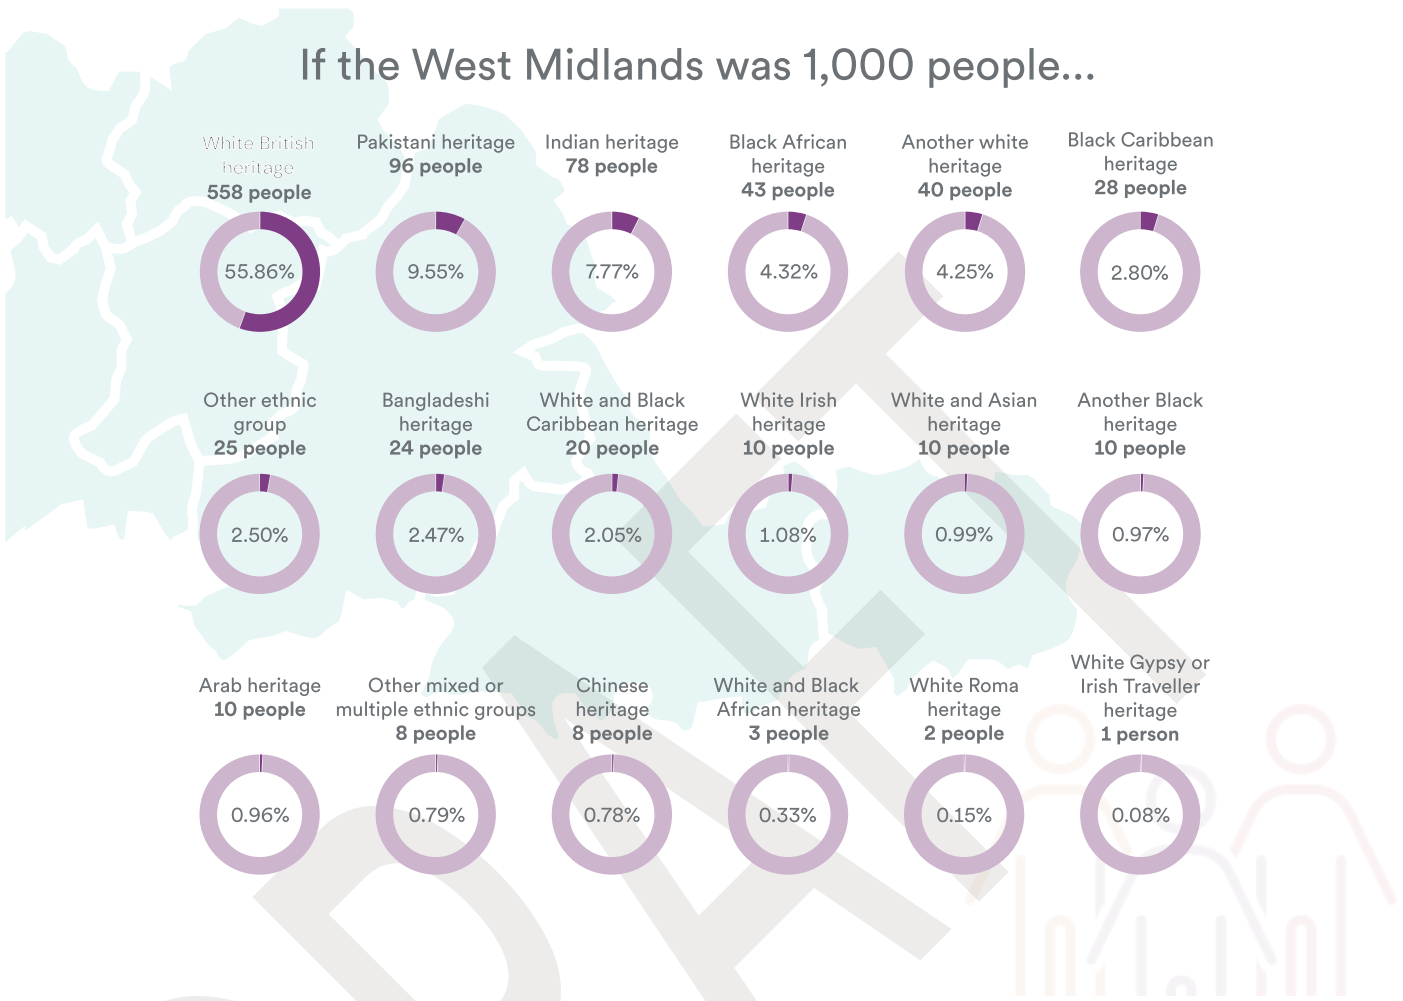 If the West Midlands was 1,000 people...
White British
heritage
558 people
55.86%
Pakistani heritage
96 people
9.55%
Indian heritage
78 people
7.77%
Black African
heritage
43 people
4.32%
Another white
heritage
40 people
4.25%
Black Caribbean
heritage
28 people
2.80%
Other ethnic
group
25 people
2.50%
Bangladeshi
heritage
24 people
2.47%
White and Black
Caribbean heritage
20 people
2.05%
White Irish
heritage
10 people
1.08%
White and Asian
heritage
10 people
0.99%
Another Black
heritage
10 people
0.97%
Arab heritage
10 people
0.96%
Other mixed or
multiple ethnic groups
8 people
0.79%
Chinese
heritage
8 people
0.78%
White and Black
African heritage
3 people
0.33%
White Roma
heritage
2 people
0.15%
White Gypsy or
Irish Traveller
heritage
1 person
0.08%